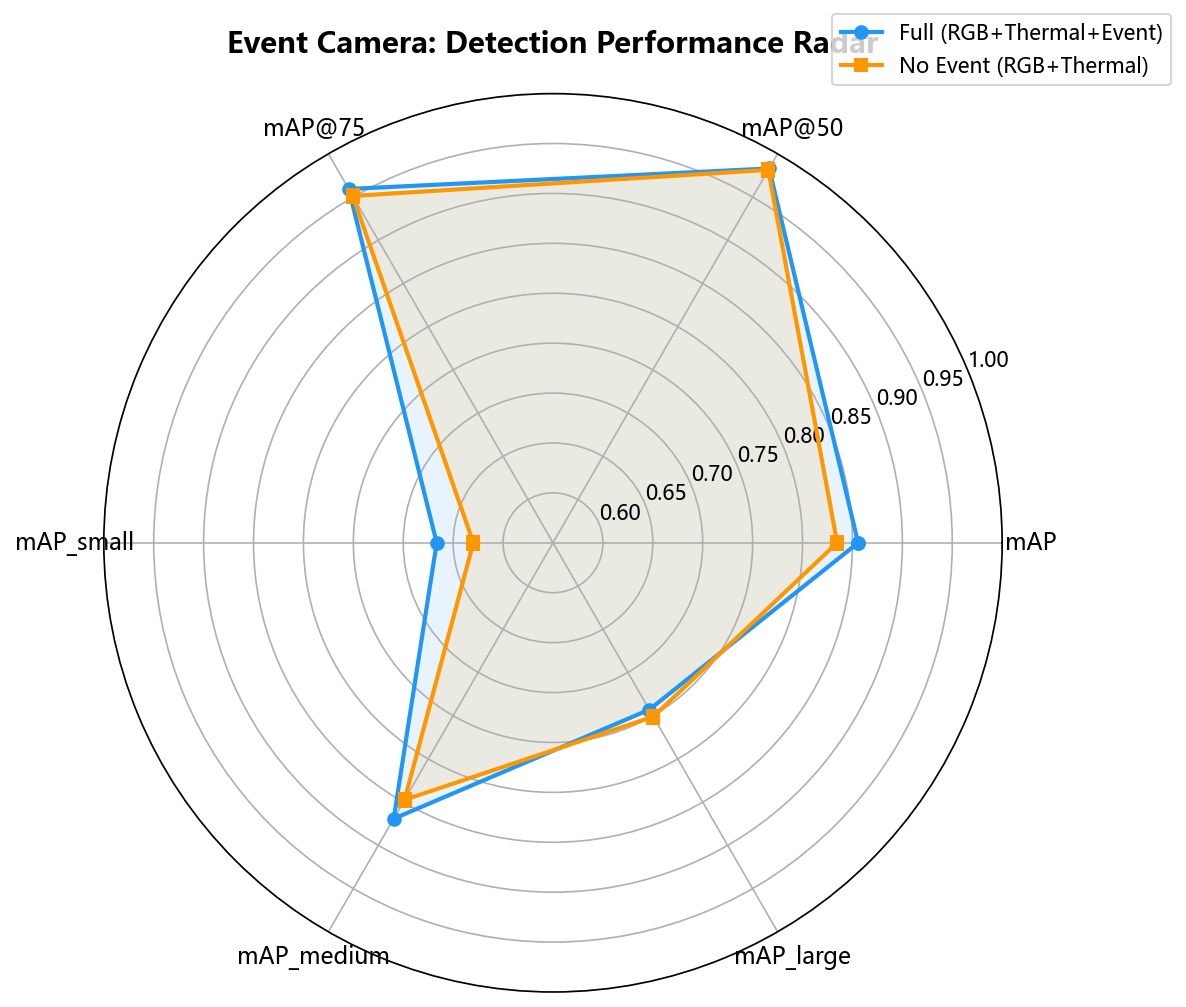 Event Camera: Detection Performance Radar
Full (RGB+Thermal+Event)
No Event (RGB+Thermal)
mAP@75
mAP@50
1.00
0.95
0.90
0.85
0.80
0.75
0.70
0.65
0.60
mAP_small
mAP
mAP_medium
mAP_large